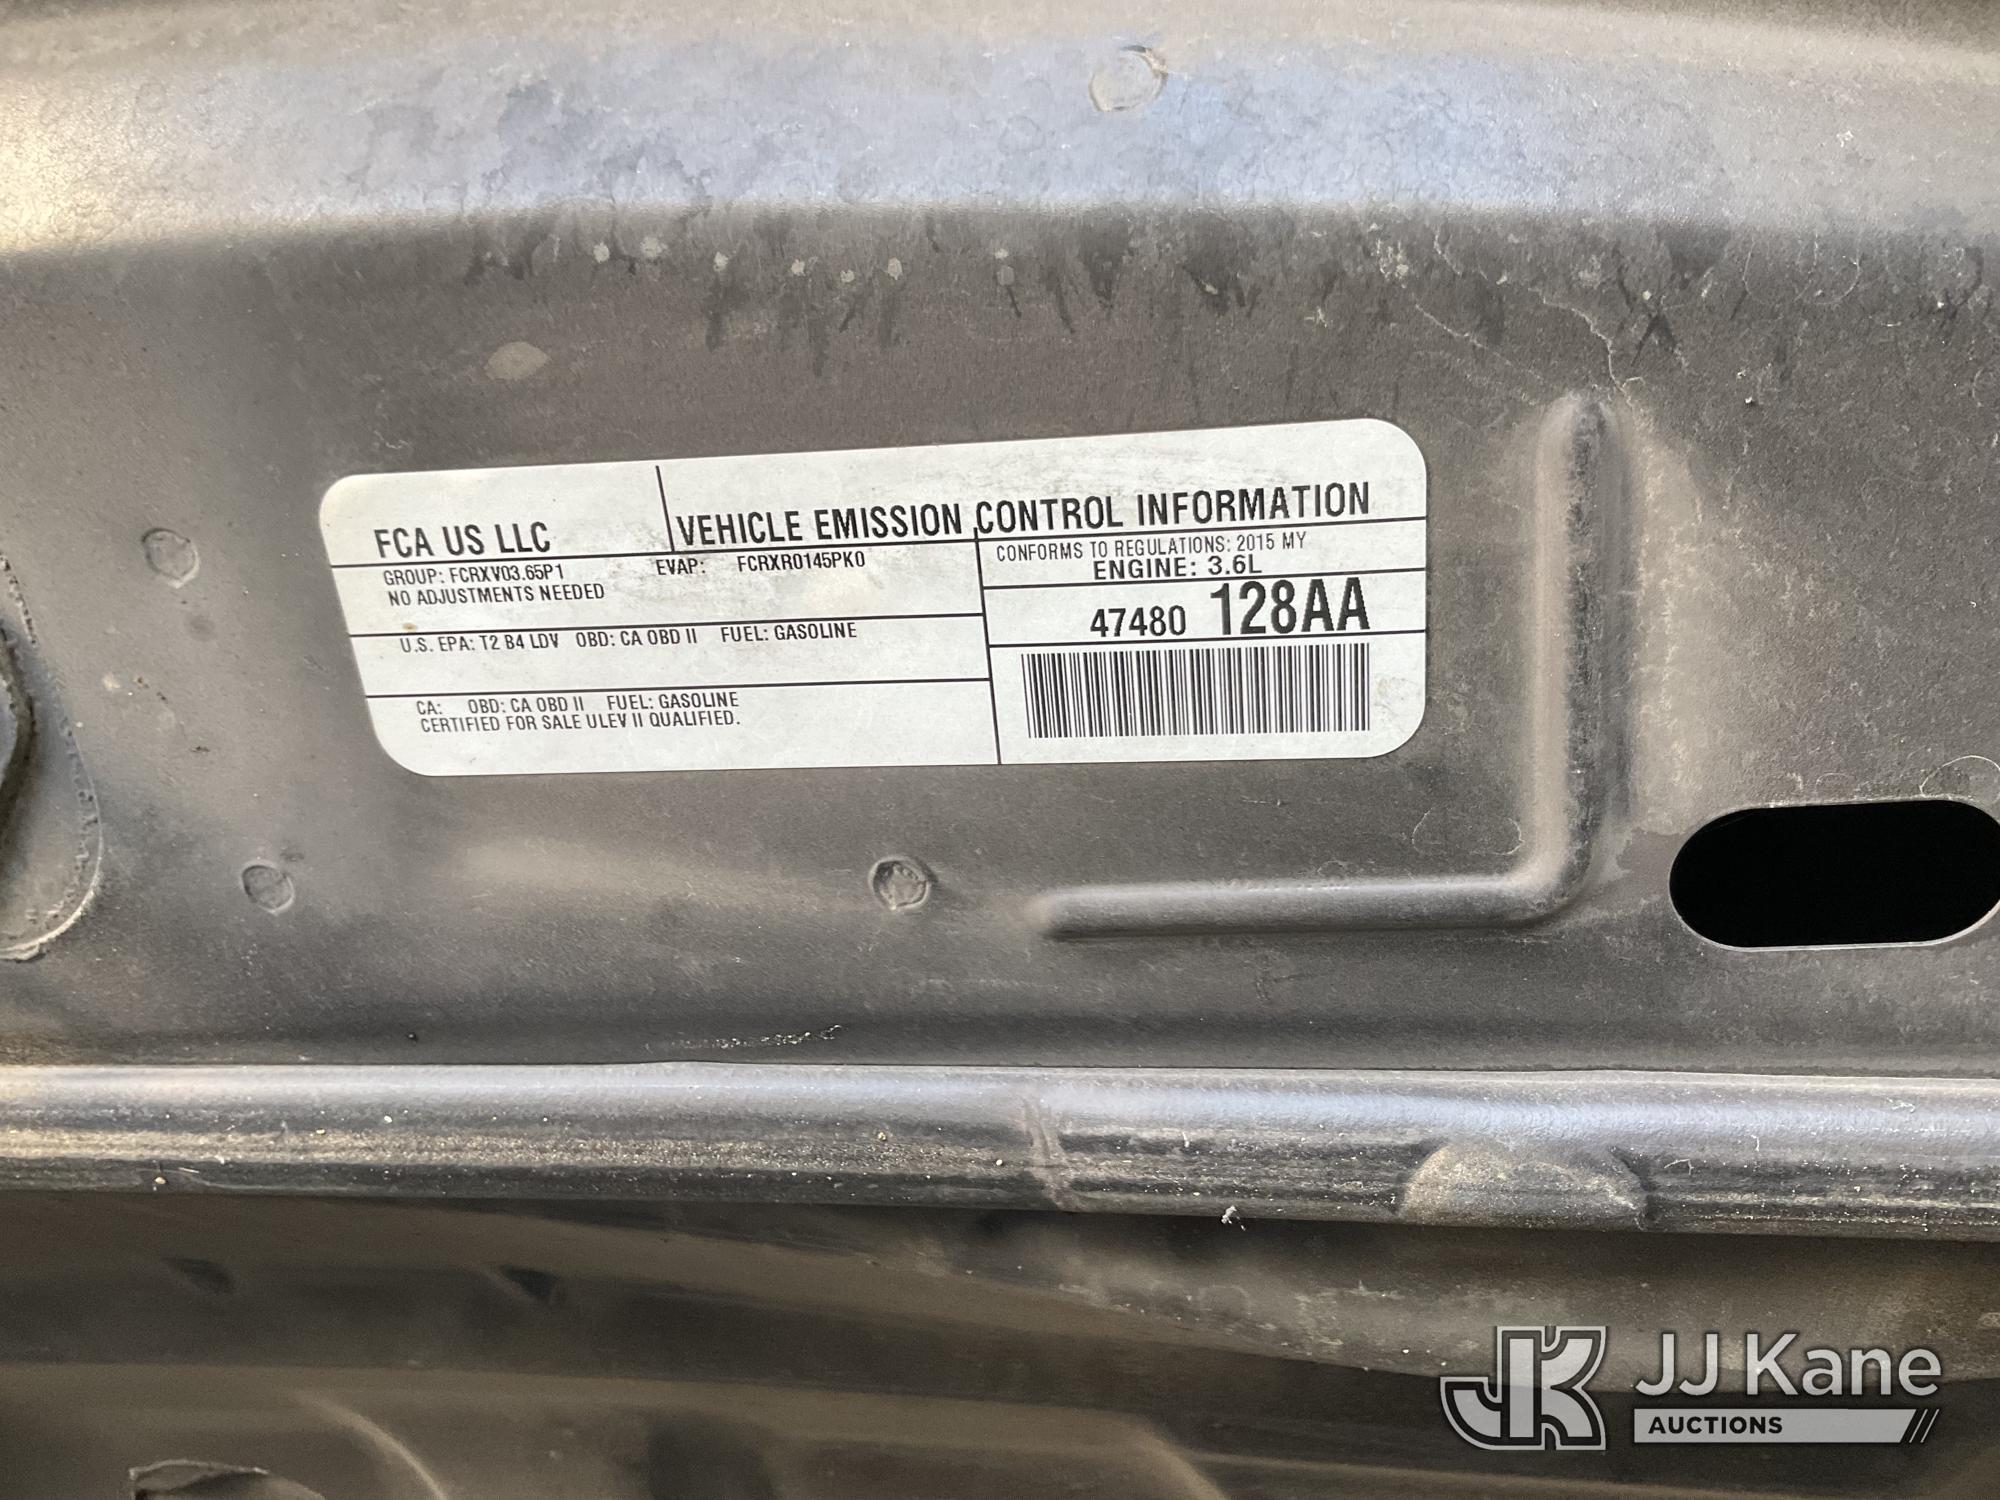 FCA US LLC
VEHICLE EMISSION CONTROL INFORMATION
GROUP: FCRXV03.65P1 EVAP: FCRXR0145PK0
NO ADJUSTMENTS NEEDED
U.S. EPA: T2 B4 LDV OBD: CA OBD II FUEL: GASOLINE
CA: OBD: CA OBD II FUEL: GASOLINE
CERTIFIED FOR SALE ULEV II QUALIFIED.
CONFORMS TO REGULATIONS: 2015 MY
ENGINE: 3.6L
47480 128AA
JK JJ Kane
AUCTIONS